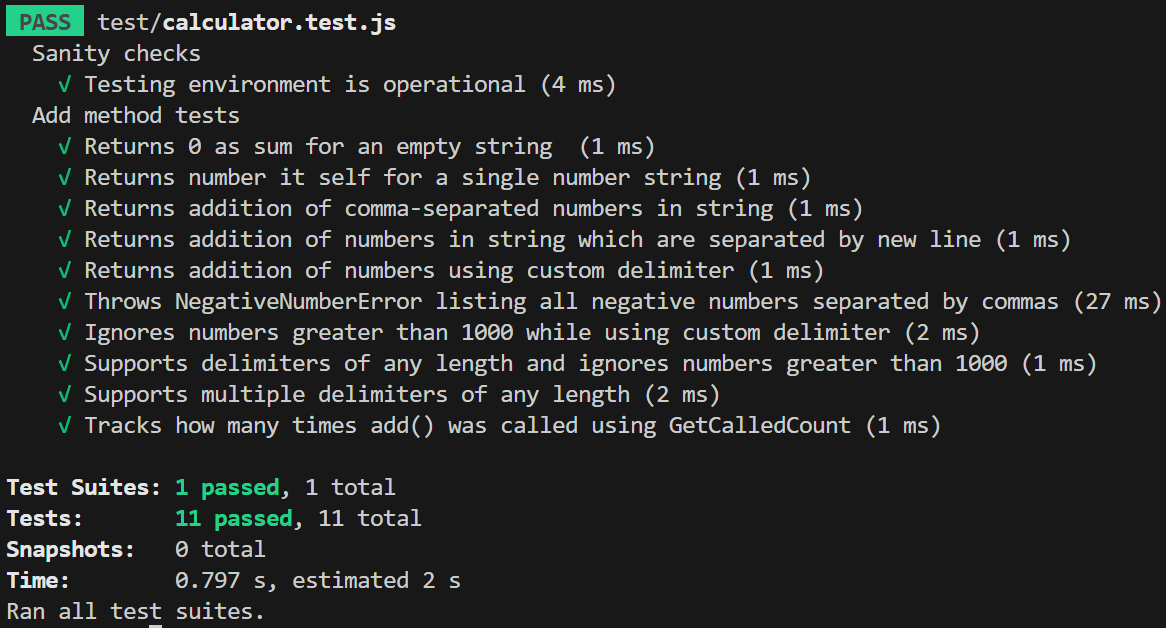 PASS test/calculator.test.js
Sanity checks
√ Testing environment is operational (4 ms)
Add method tests
√ Returns 0 as sum for an empty string  (1 ms)
√ Returns number it self for a single number string (1 ms)
√ Returns addition of comma-separated numbers in string (1 ms)
√ Returns addition of numbers in string which are separated by new line (1 ms)
√ Returns addition of numbers using custom delimiter (1 ms)
√ Throws NegativeNumberError listing all negative numbers separated by commas (27 ms)
√ Ignores numbers greater than 1000 while using custom delimiter (2 ms)
√ Supports delimiters of any length and ignores numbers greater than 1000 (1 ms)
√ Supports multiple delimiters of any length (2 ms)
√ Tracks how many times add() was called using GetCalledCount (1 ms)
Test Suites: 1 passed, 1 total
Tests:       11 passed, 11 total
Snapshots:   0 total
Time:        0.797 s, estimated 2 s
Ran all test suites.